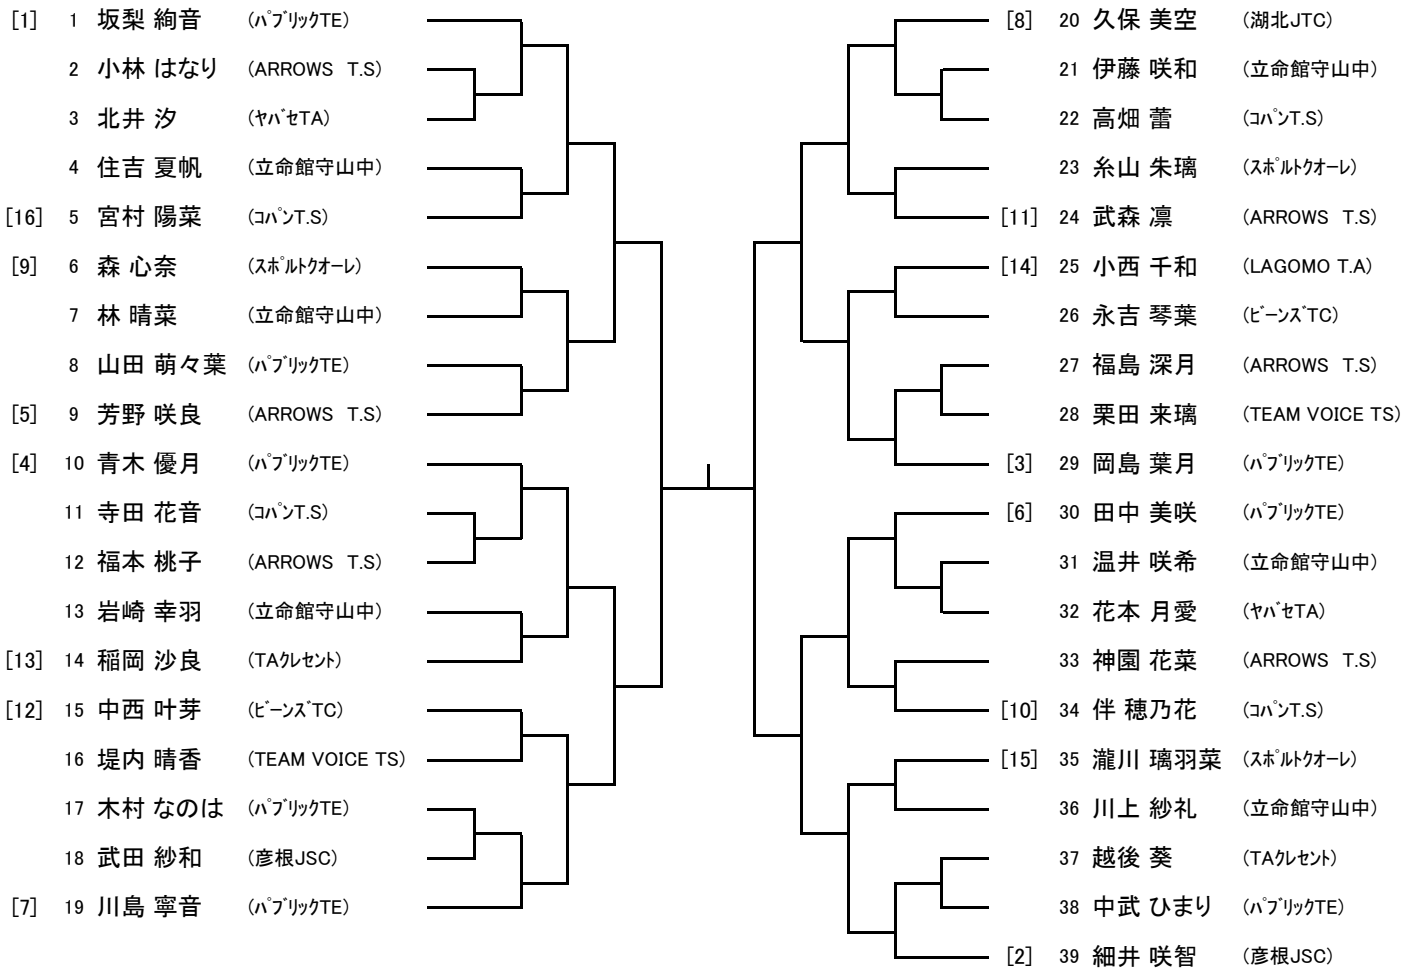 [1] 1 坂梨 絢音 (ﾊﾟﾌﾞﾘｯｸTE)
2 小林 はなり (ARROWS T.S)
3 北井 汐 (ﾔﾊﾞｾTA)
4 住吉 夏帆 (立命館守山中)
[16] 5 宮村 陽菜 (ｺﾊﾟﾝT.S)
[9] 6 森 心奈 (ｽﾎﾟﾙﾄｸｵｰﾚ)
7 林 晴菜 (立命館守山中)
8 山田 萌々葉 (ﾊﾟﾌﾞﾘｯｸTE)
[5] 9 芳野 咲良 (ARROWS T.S)
[4] 10 青木 優月 (ﾊﾟﾌﾞﾘｯｸTE)
11 寺田 花音 (ｺﾊﾟﾝT.S)
12 福本 桃子 (ARROWS T.S)
13 岩崎 幸羽 (立命館守山中)
[13] 14 稲岡 沙良 (TAｸﾚｾﾝﾄ)
[12] 15 中西 叶芽 (ﾋﾞｰﾝｽﾞTC)
16 堤内 晴香 (TEAM VOICE TS)
17 木村 なのは (ﾊﾟﾌﾞﾘｯｸTE)
18 武田 紗和 (彦根JSC)
[7] 19 川島 寧音 (ﾊﾟﾌﾞﾘｯｸTE)
[8] 20 久保 美空 (湖北JTC)
21 伊藤 咲和 (立命館守山中)
22 高畑 蕾 (ｺﾊﾟﾝT.S)
23 糸山 朱璃 (ｽﾎﾟﾙﾄｸｵｰﾚ)
[11] 24 武森 凛 (ARROWS T.S)
[14] 25 小西 千和 (LAGOMO T.A)
26 永吉 琴葉 (ﾋﾞｰﾝｽﾞTC)
27 福島 深月 (ARROWS T.S)
28 栗田 来璃 (TEAM VOICE TS)
[3] 29 岡島 葉月 (ﾊﾟﾌﾞﾘｯｸTE)
[6] 30 田中 美咲 (ﾊﾟﾌﾞﾘｯｸTE)
31 温井 咲希 (立命館守山中)
32 花本 月愛 (ﾔﾊﾞｾTA)
33 神園 花菜 (ARROWS T.S)
[10] 34 伴 穂乃花 (ｺﾊﾟﾝT.S)
[15] 35 瀧川 璃羽菜 (ｽﾎﾟﾙﾄｸｵｰﾚ)
36 川上 紗礼 (立命館守山中)
37 越後 葵 (TAｸﾚｾﾝﾄ)
38 中武 ひまり (ﾊﾟﾌﾞﾘｯｸTE)
[2] 39 細井 咲智 (彦根JSC)